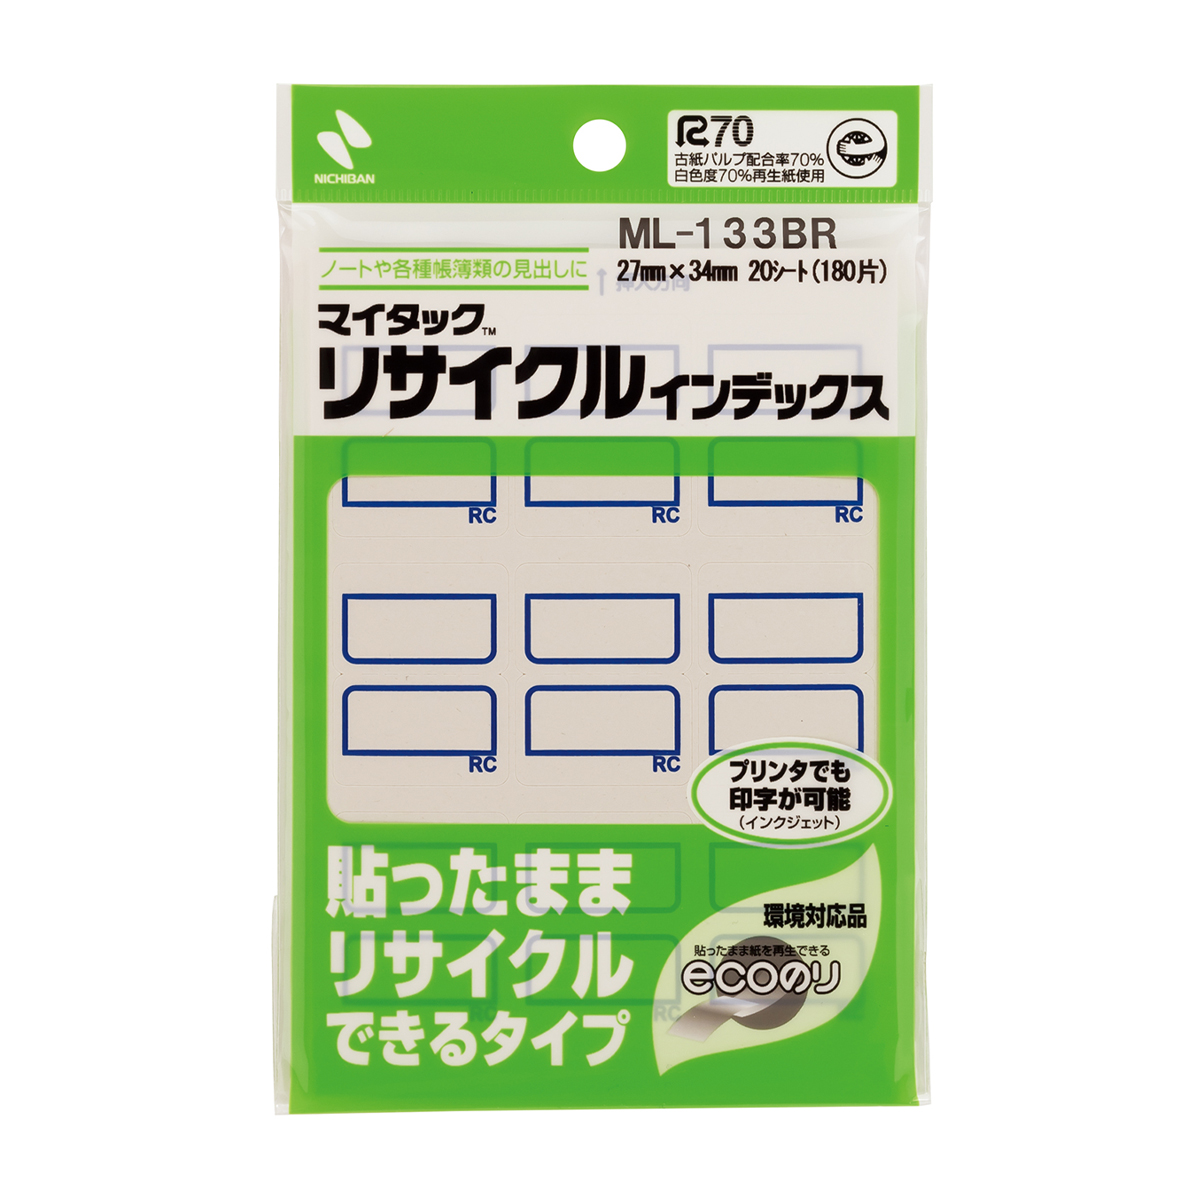 NICHIBAN
R70
古紙パルプ配合率70%
白色度70%再生紙使用
ML-133BR
27mm×34mm 20シート(180片)
ノートや各種帳簿類の見出しに
↑ 挿入方向
マイタック™
リサイクルインデックス
RC RC RC
RC RC
プリンタでも
印字が可能
(インクジェット)
貼ったまま
リサイクル
できるタイプ
環境対応品
貼ったまま紙を再生できる
ecoのり
RC RC